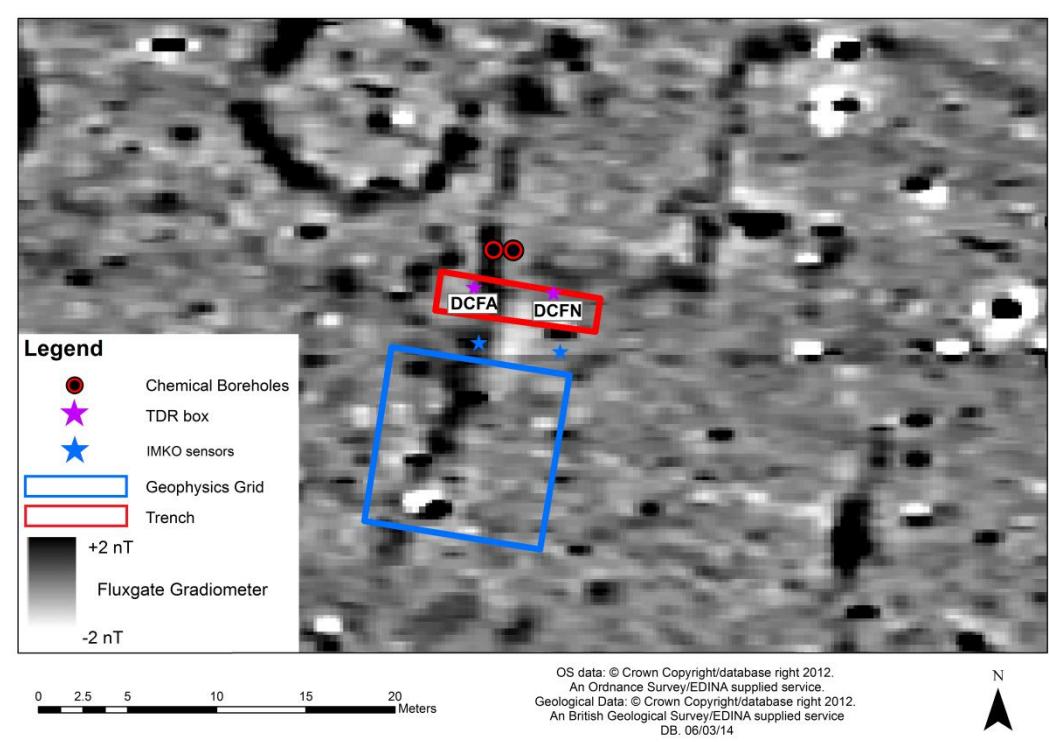 DCFA
DCFN
Legend
Chemical Boreholes
TDR box
IMKO sensors
Geophysics Grid
Trench
+2 nT
Fluxgate Gradiometer
-2 nT
0 2.5 5 10 15 20
Meters
OS data: © Crown Copyright/database right 2012.
An Ordnance Survey/EDINA supplied service.
Geological Data: © Crown Copyright/database right 2012.
An British Geological Survey/EDINA supplied service
DB. 06/03/14
N